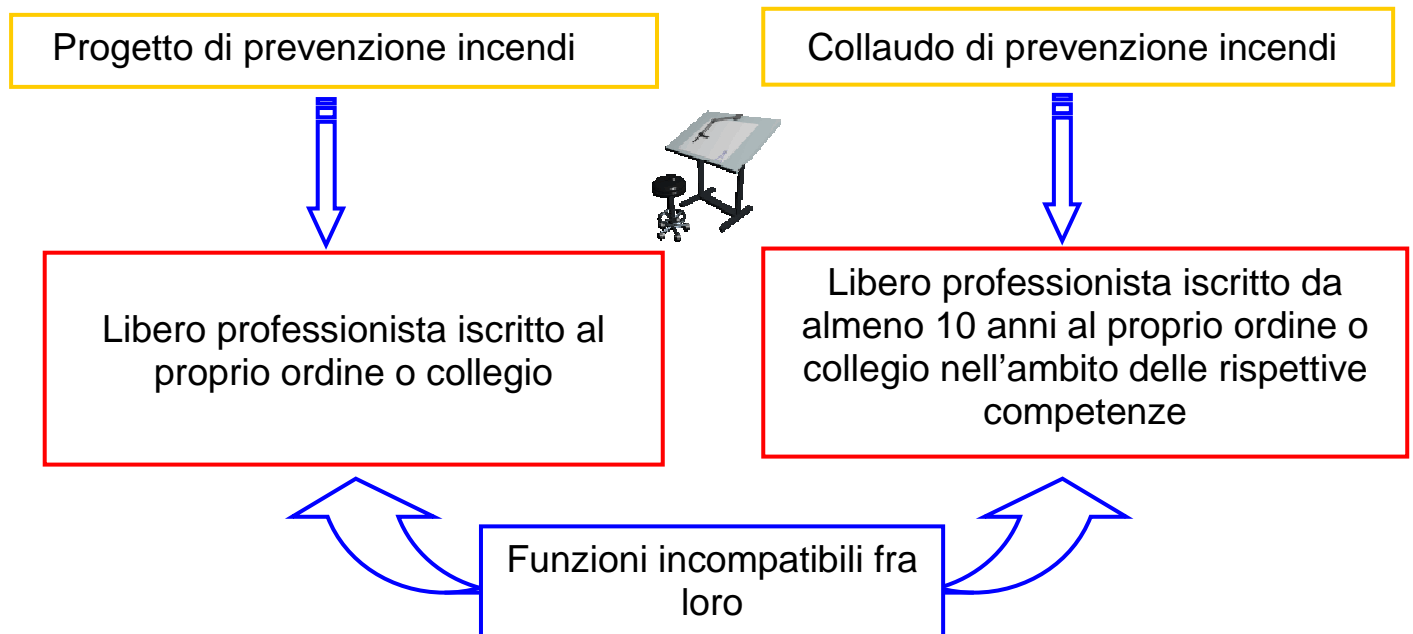 Progetto di prevenzione incendi
Collaudo di prevenzione incendi
Libero professionista iscritto al
proprio ordine o collegio
Libero professionista iscritto da
almeno 10 anni al proprio ordine o
collegio nell’ambito delle rispettive
competenze
Funzioni incompatibili fra
loro